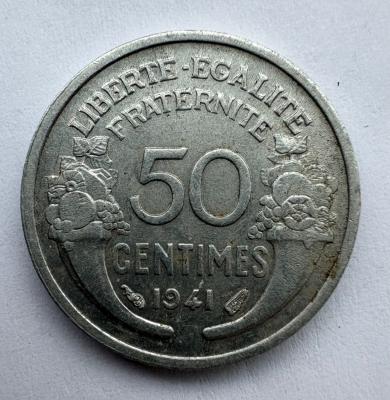 LIBERTE·EGALITE
FRATERNITE
50
CENTIMES
1941